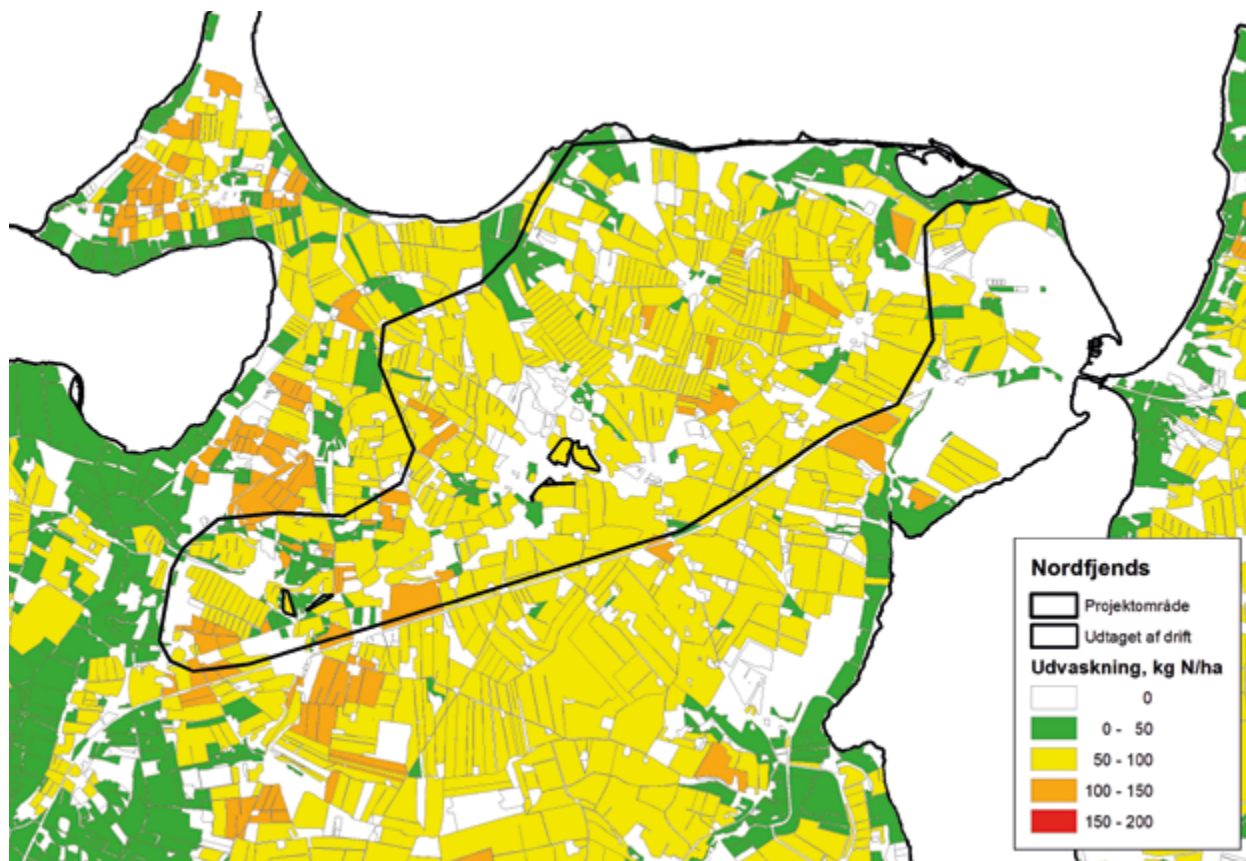 Nordfjends
Projektområde
Udtaget af drift
Udvaskning, kg N/ha
0
0 - 50
50 - 100
100 - 150
150 - 200